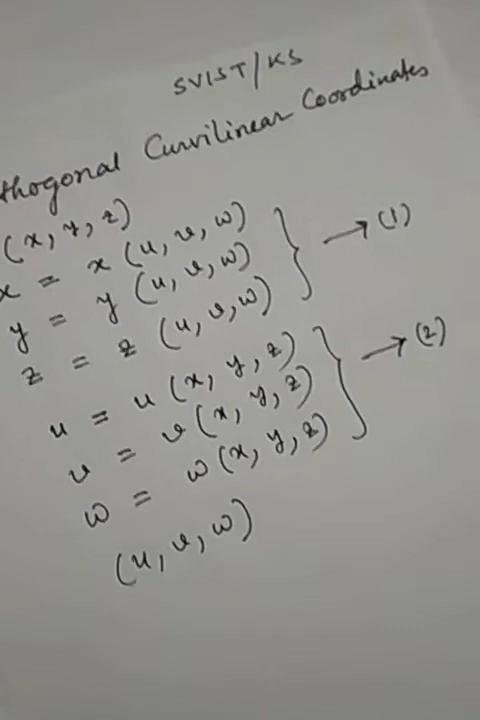 SVIST/KS
thogonal Curvilinear Coordinates
(x, y, z)
x = x (u, v, w)
y = y (u, v, w) → (1)
z = z (u, v, w)
u = u (x, y, z)
v = v (x, y, z) → (2)
w = w (x, y, z)
(u, v, w)